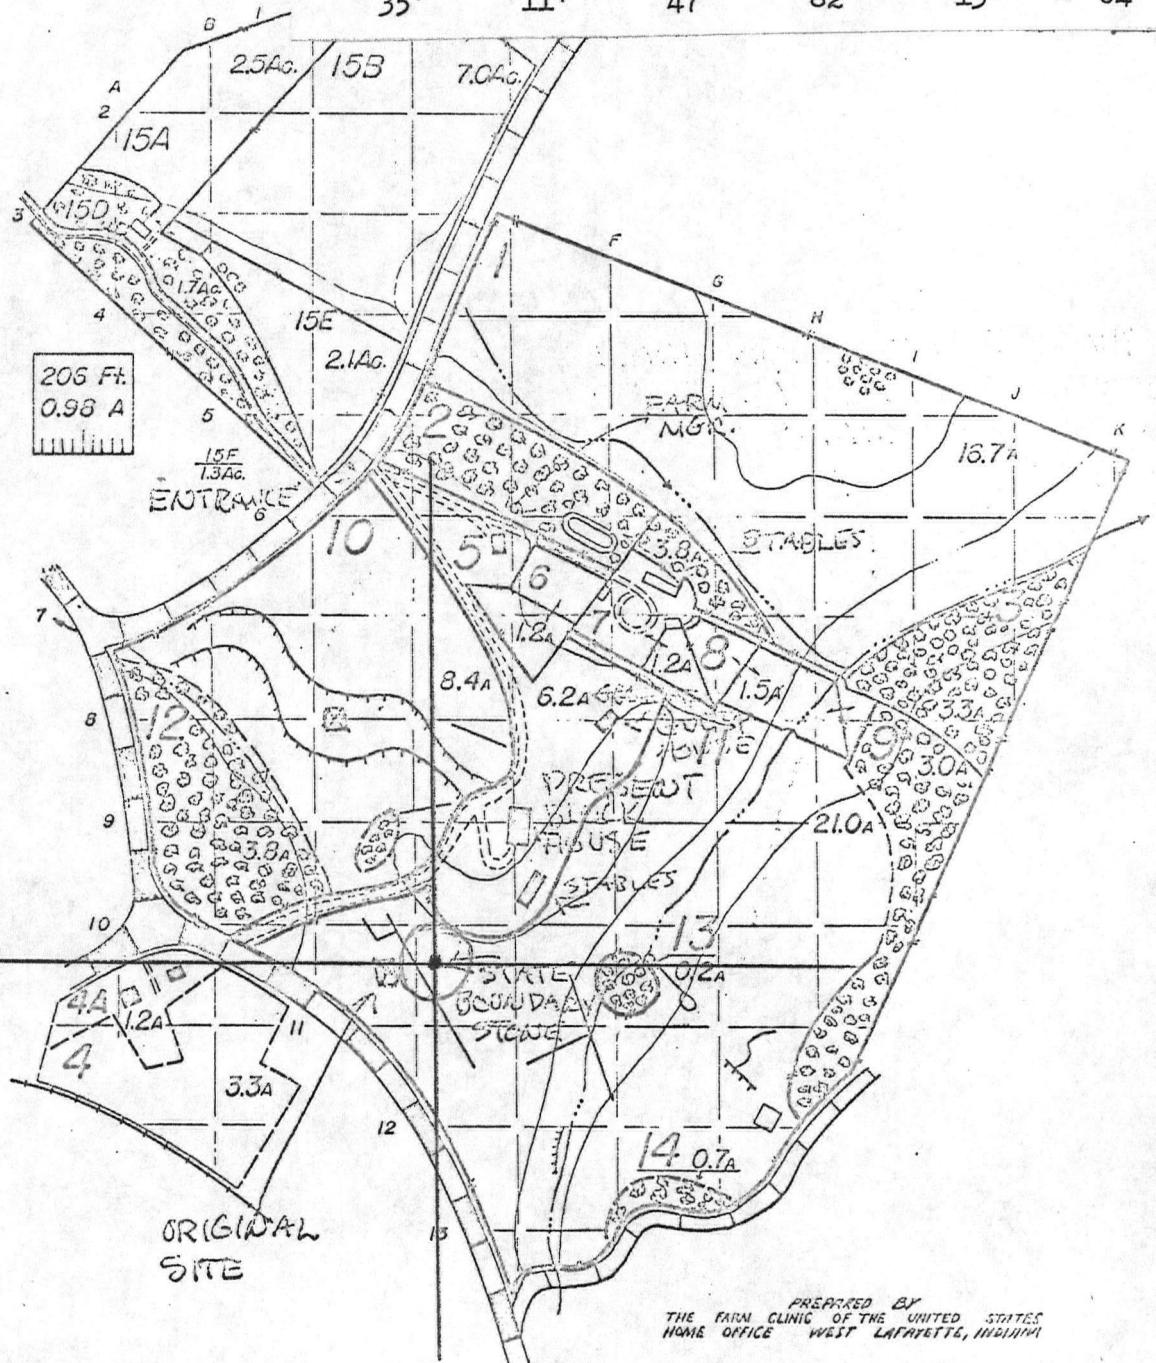 35 11' 47 82 15 04
B 1
2.5Ac. 15B 7.0Ac.
A
2
15A
3 15D
1.7Ac.
4
15E
2.1Ac.
206 Ft.
0.98 A
5
15F
1.3Ac.
ENTRANCE
6
1
F
G
H
I
J
K
FARM
MGR.
16.7A
2
STABLES
3.8A
10
5
6
7
1.2A
7
1.2A
8
1.5A
3
3.3A
8.4A
6.2A
9
3.0A
8
12
PRESENT
HOUSE
9
3.8A
21.0A
STABLES
10
13
0.2A
STATE
BOUNDARY
STONE
4A
1.2A
4
11
3.3A
12
14 0.7A
13
ORIGINAL
SITE
PREPARED BY
THE FARM CLINIC OF THE UNITED STATES
HOME OFFICE WEST LAFAYETTE, INDIANA